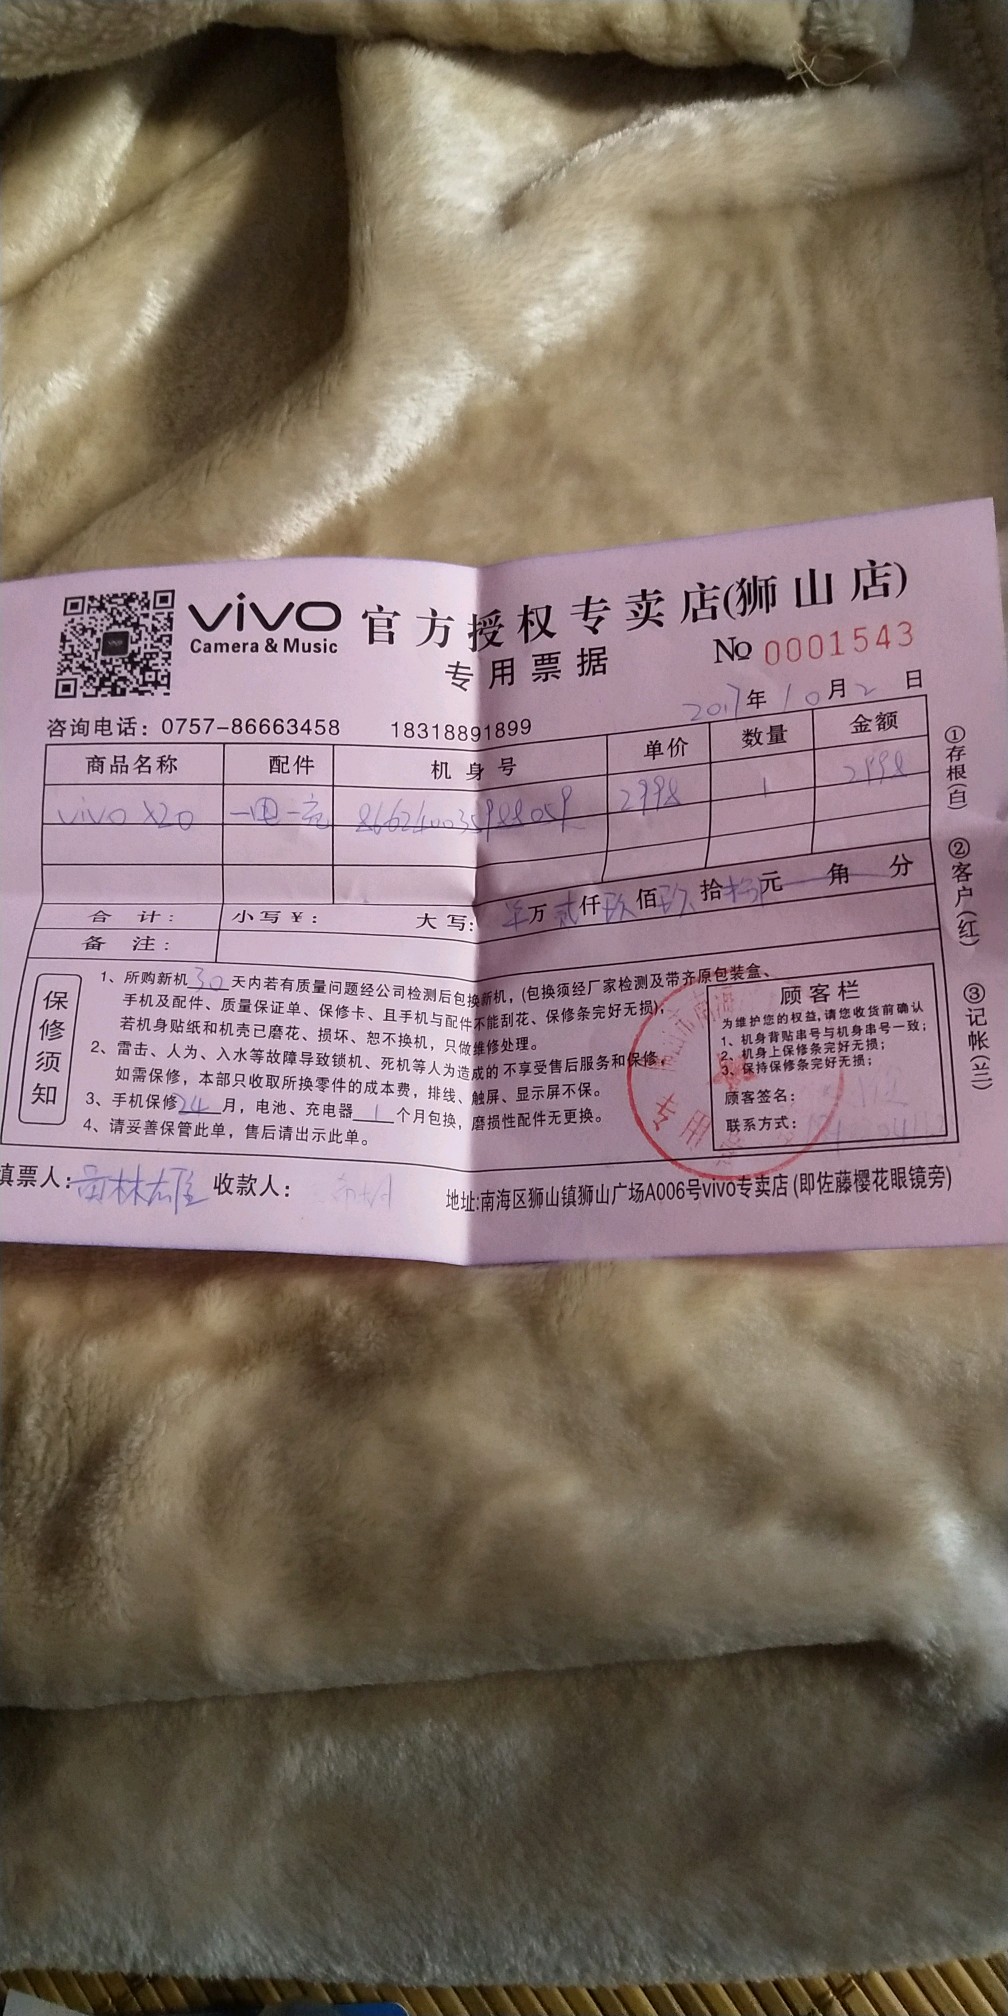 vivo 官方授权专卖店(狮山店)
Camera & Music
专用票据
No 0001543
2017年10月2日
咨询电话：0757-86663458 18318891899
商品名称 配件 机身号 单价 数量 金额
vivo X20 一电一充 2998 1 2998
合计： 小写¥： 大写： 万贰仟玖佰玖拾 元 角 分
备注：
保修须知
1、所购新机30天内若有质量问题经公司检测后包换新机，(包换须经厂家检测及带齐原包装盒、
手机及配件、质量保证单、保修卡、且手机与配件不能刮花、保修条完好无损)，
若机身贴纸和机壳已磨花、损坏、恕不换机，只做维修处理。
2、雷击、人为、入水等故障导致锁机、死机等人为造成的不享受售后服务和保修，
如需保修，本部只收取所换零件的成本费，排线、触屏、显示屏不保。
3、手机保修24月，电池、充电器1个月包换，磨损性配件无更换。
4、请妥善保管此单，售后请出示此单。
顾客栏
为维护您的权益,请您收货前确认
1、机身背贴串号与机身串号一致；
2、机身上保修条完好无损；
3、保持保修条完好无损；
顾客签名：
联系方式：
专用
①存根(白)
②客户(红)
③记帐(兰)
填票人： 收款人：
地址:南海区狮山镇狮山广场A006号vivo专卖店 (即佐藤樱花眼镜旁)